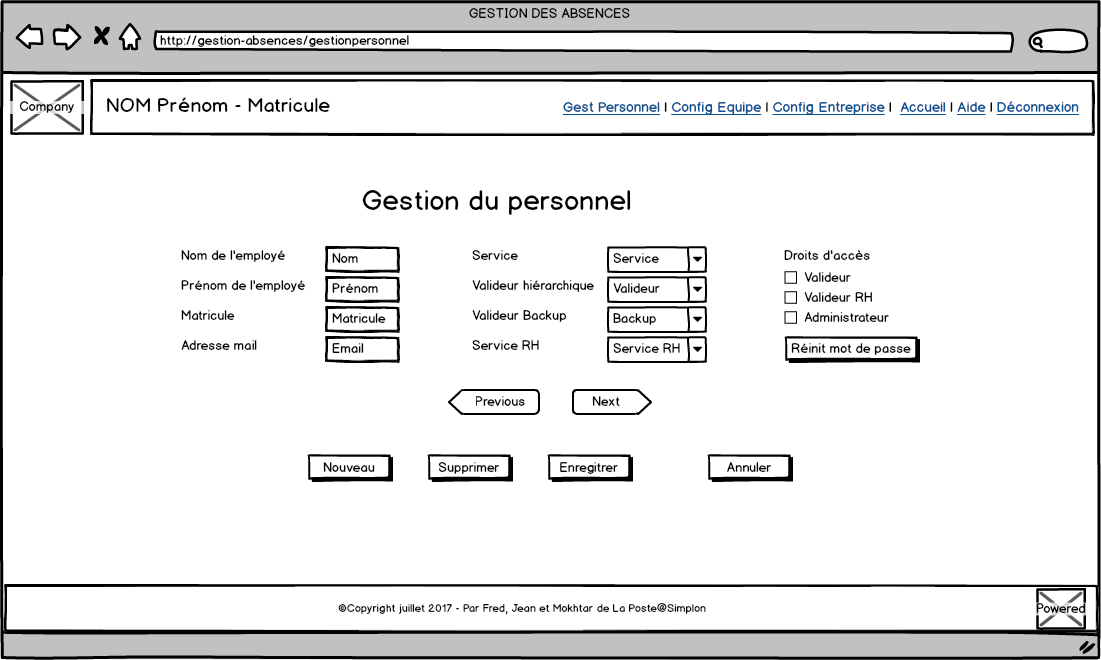 GESTION DES ABSENCES
http://gestion-absences/gestionpersonnel
Company
NOM Prénom - Matricule
Gest Personnel I Config Equipe I Config Entreprise I Accueil I Aide I Déconnexion
Gestion du personnel
Nom de l'employé Nom Service Service Droits d'accès
Valideur
Prénom de l'employé Prénom Valideur hiérarchique Valideur
Valideur RH
Matricule Matricule Valideur Backup Backup Administrateur
Adresse mail Email Service RH Service RH Réinit mot de passe
Previous Next
Nouveau Supprimer Enregitrer Annuler
©Copyright juillet 2017 - Par Fred, Jean et Mokhtar de La Poste@Simplon
Powered